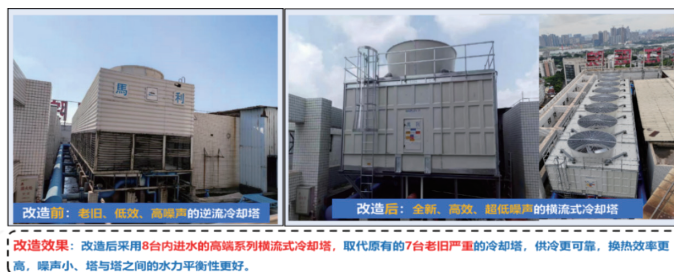 馬 利
改造前：老旧、低效、高噪声的逆流冷却塔
改造后：全新、高效、超低噪声的横流式冷却塔
改造效果：改造后采用8台内进水的高端系列横流式冷却塔，取代原有的7台老旧严重的冷却塔，供冷更可靠，换热效率更
高，噪声小、塔与塔之间的水力平衡性更好。